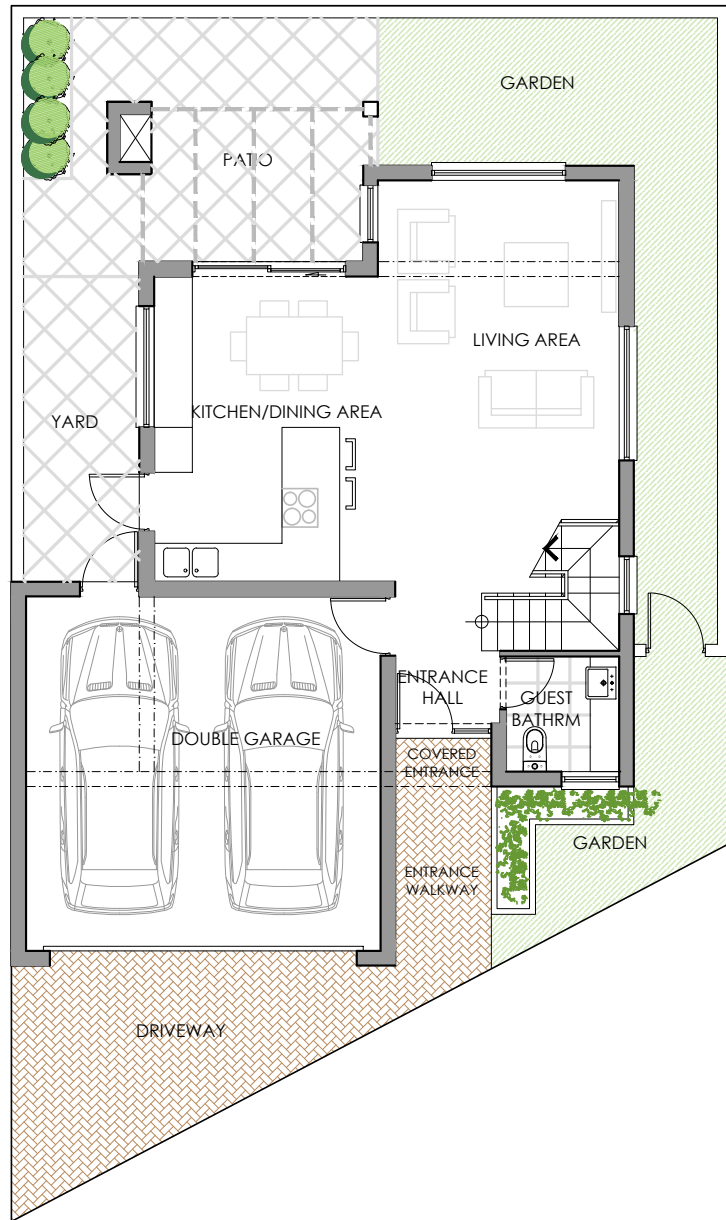 GARDEN
PATIO
LIVING AREA
KITCHEN/DINING AREA
YARD
ENTRANCE
HALL
GUEST
BATHRM
DOUBLE GARAGE
COVERED
ENTRANCE
GARDEN
ENTRANCE
WALKWAY
DRIVEWAY